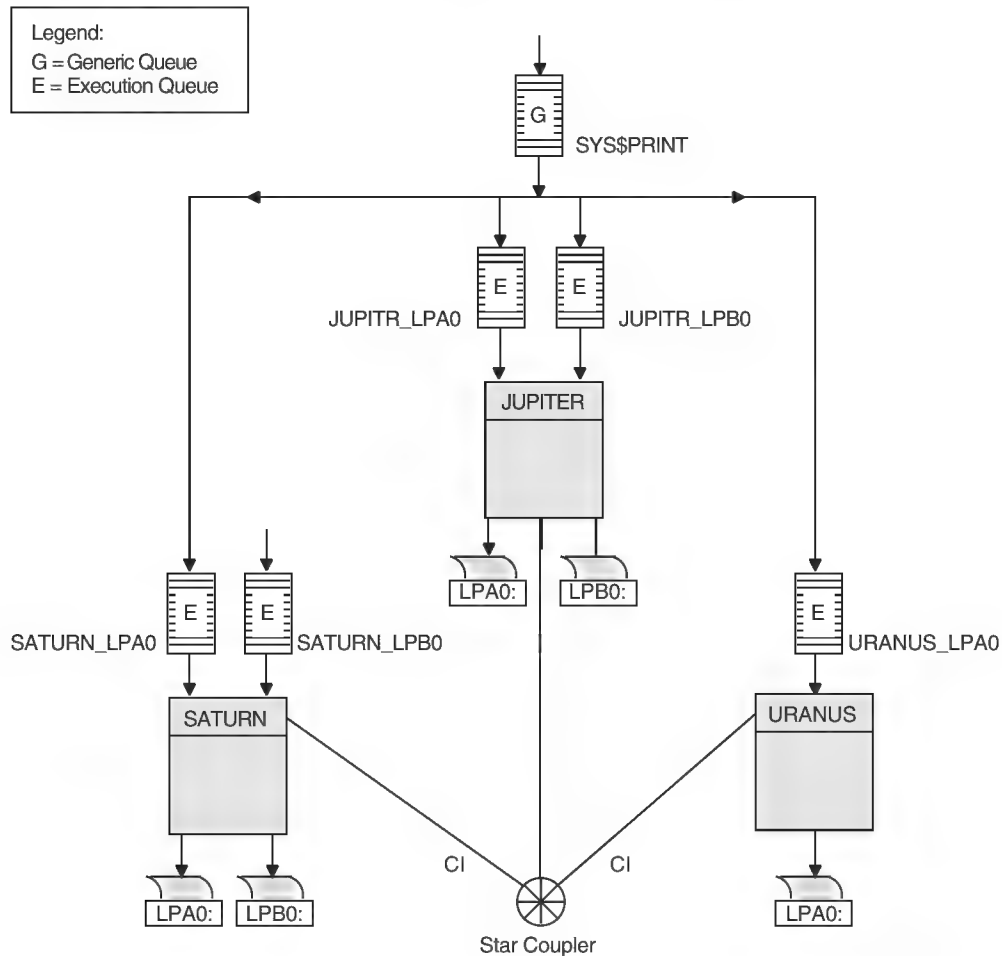 Legend:
G = Generic Queue
E = Execution Queue
G
SYS$PRINT
E
E
JUPITR_LPA0
JUPITR_LPB0
JUPITER
LPA0:
LPB0:
E
E
E
SATURN_LPA0
SATURN_LPB0
URANUS_LPA0
SATURN
URANUS
CI
CI
LPA0:
LPB0:
LPA0:
Star Coupler